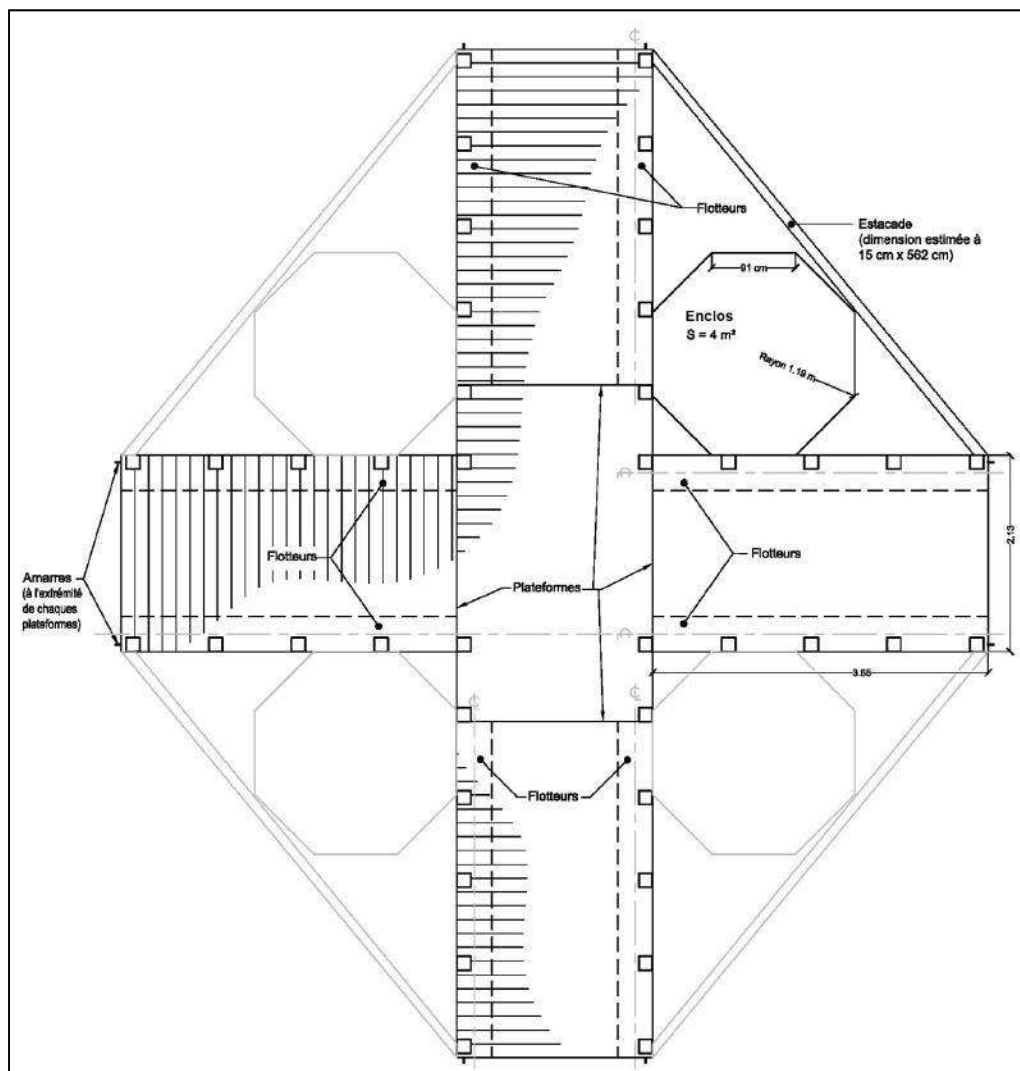 Flotteurs
Estacade
(dimension estimée à
15 cm x 562 cm)
91 cm
Enclos
S = 4 m²
Rayon 1.19 m
Flotteurs
Flotteurs
2.13
Amarres
(à l'extrémité
de chaques
plateformes)
Plateformes
3.65
Flotteurs